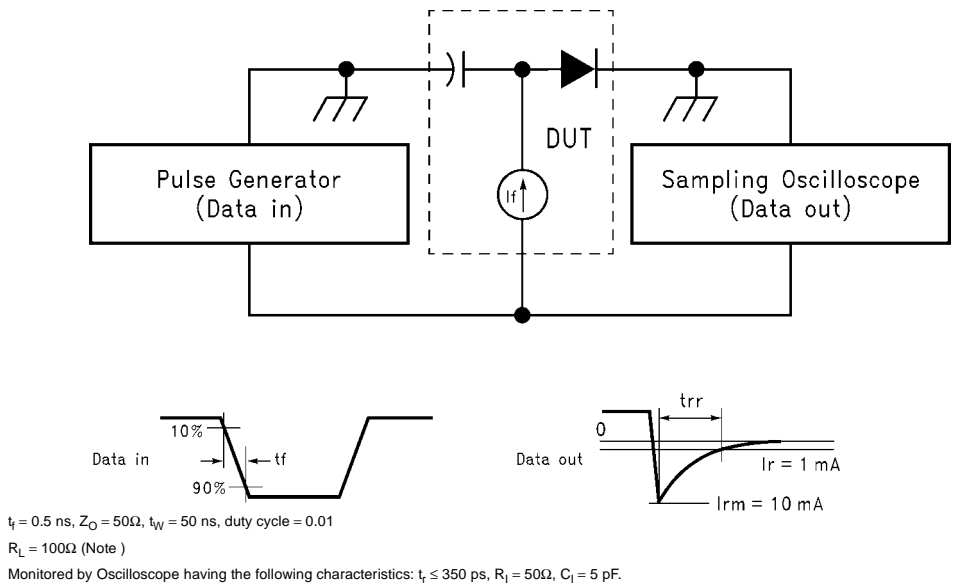 DUT
If
Pulse Generator
(Data in)
Sampling Oscilloscope
(Data out)
10%
Data in
tf
90%
trr
0
Data out
Ir = 1 mA
Irm = 10 mA
tf = 0.5 ns, ZO = 50Ω, tW = 50 ns, duty cycle = 0.01
RL = 100Ω (Note )
Monitored by Oscilloscope having the following characteristics: tr ≤ 350 ps, RI = 50Ω, CI = 5 pF.